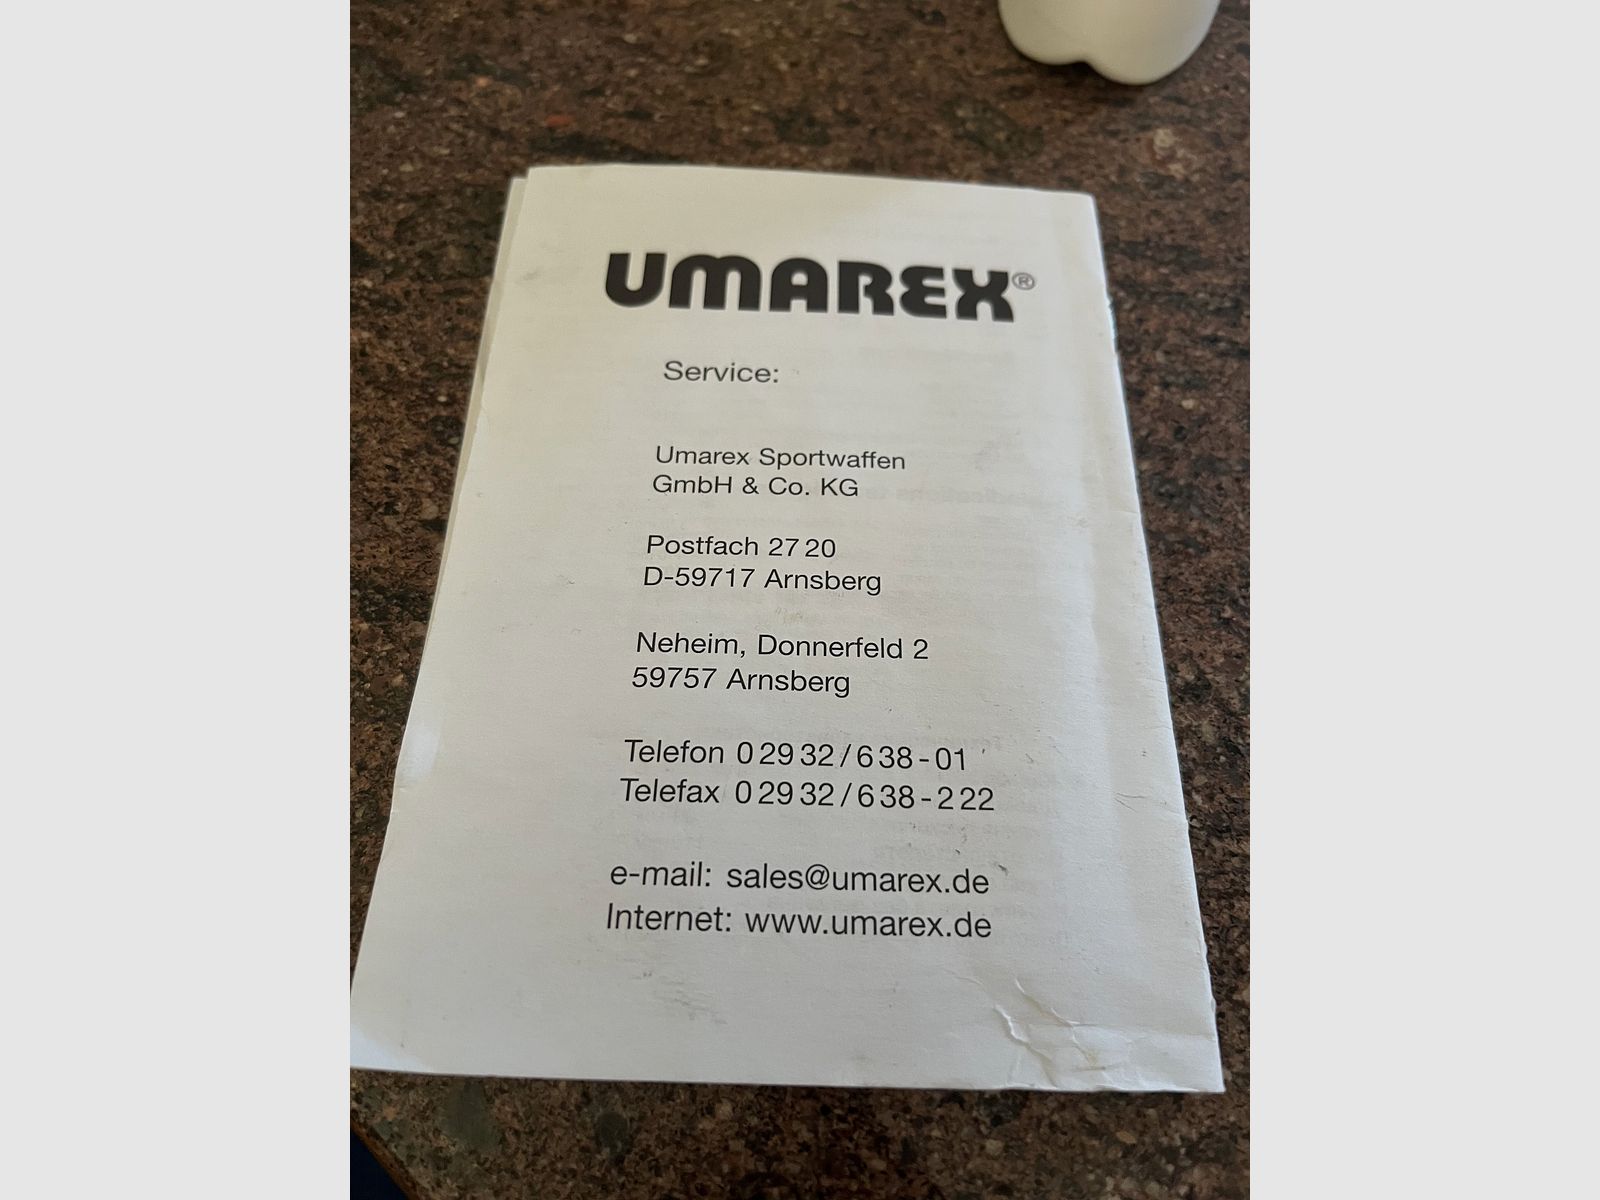 UMAREX®
Service:
Umarex Sportwaffen
GmbH & Co. KG
Postfach 27 20
D-59717 Arnsberg
Neheim, Donnerfeld 2
59757 Arnsberg
Telefon 0 29 32 / 6 38 - 01
Telefax 0 29 32 / 6 38 - 2 22
e-mail: sales@umarex.de
Internet: www.umarex.de